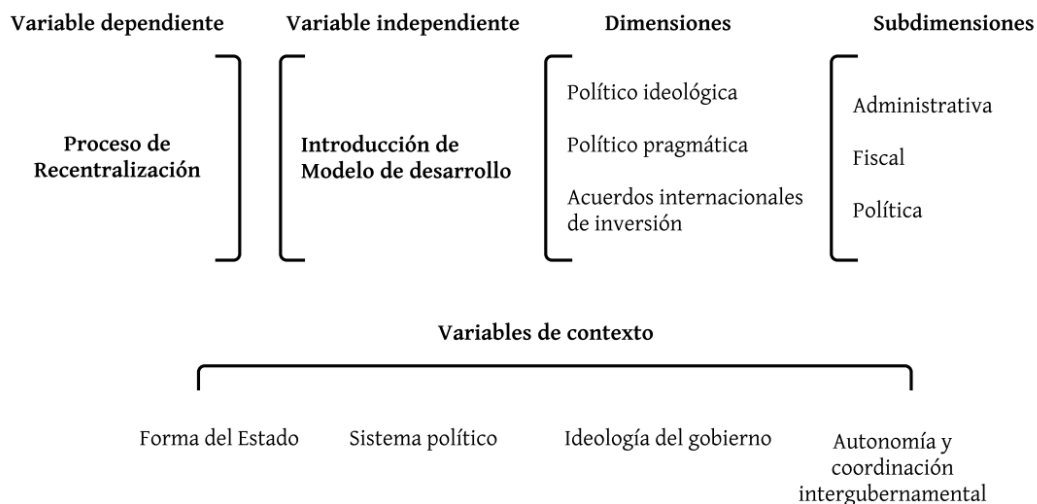 Variable dependiente
Variable independiente
Dimensiones
Subdimensiones
Proceso de
Recentralización
Introducción de
Modelo de desarrollo
Político ideológica
Político pragmática
Acuerdos internacionales
de inversión
Administrativa
Fiscal
Política
Variables de contexto
Forma del Estado
Sistema político
Ideología del gobierno
Autonomía y
coordinación
intergubernamental